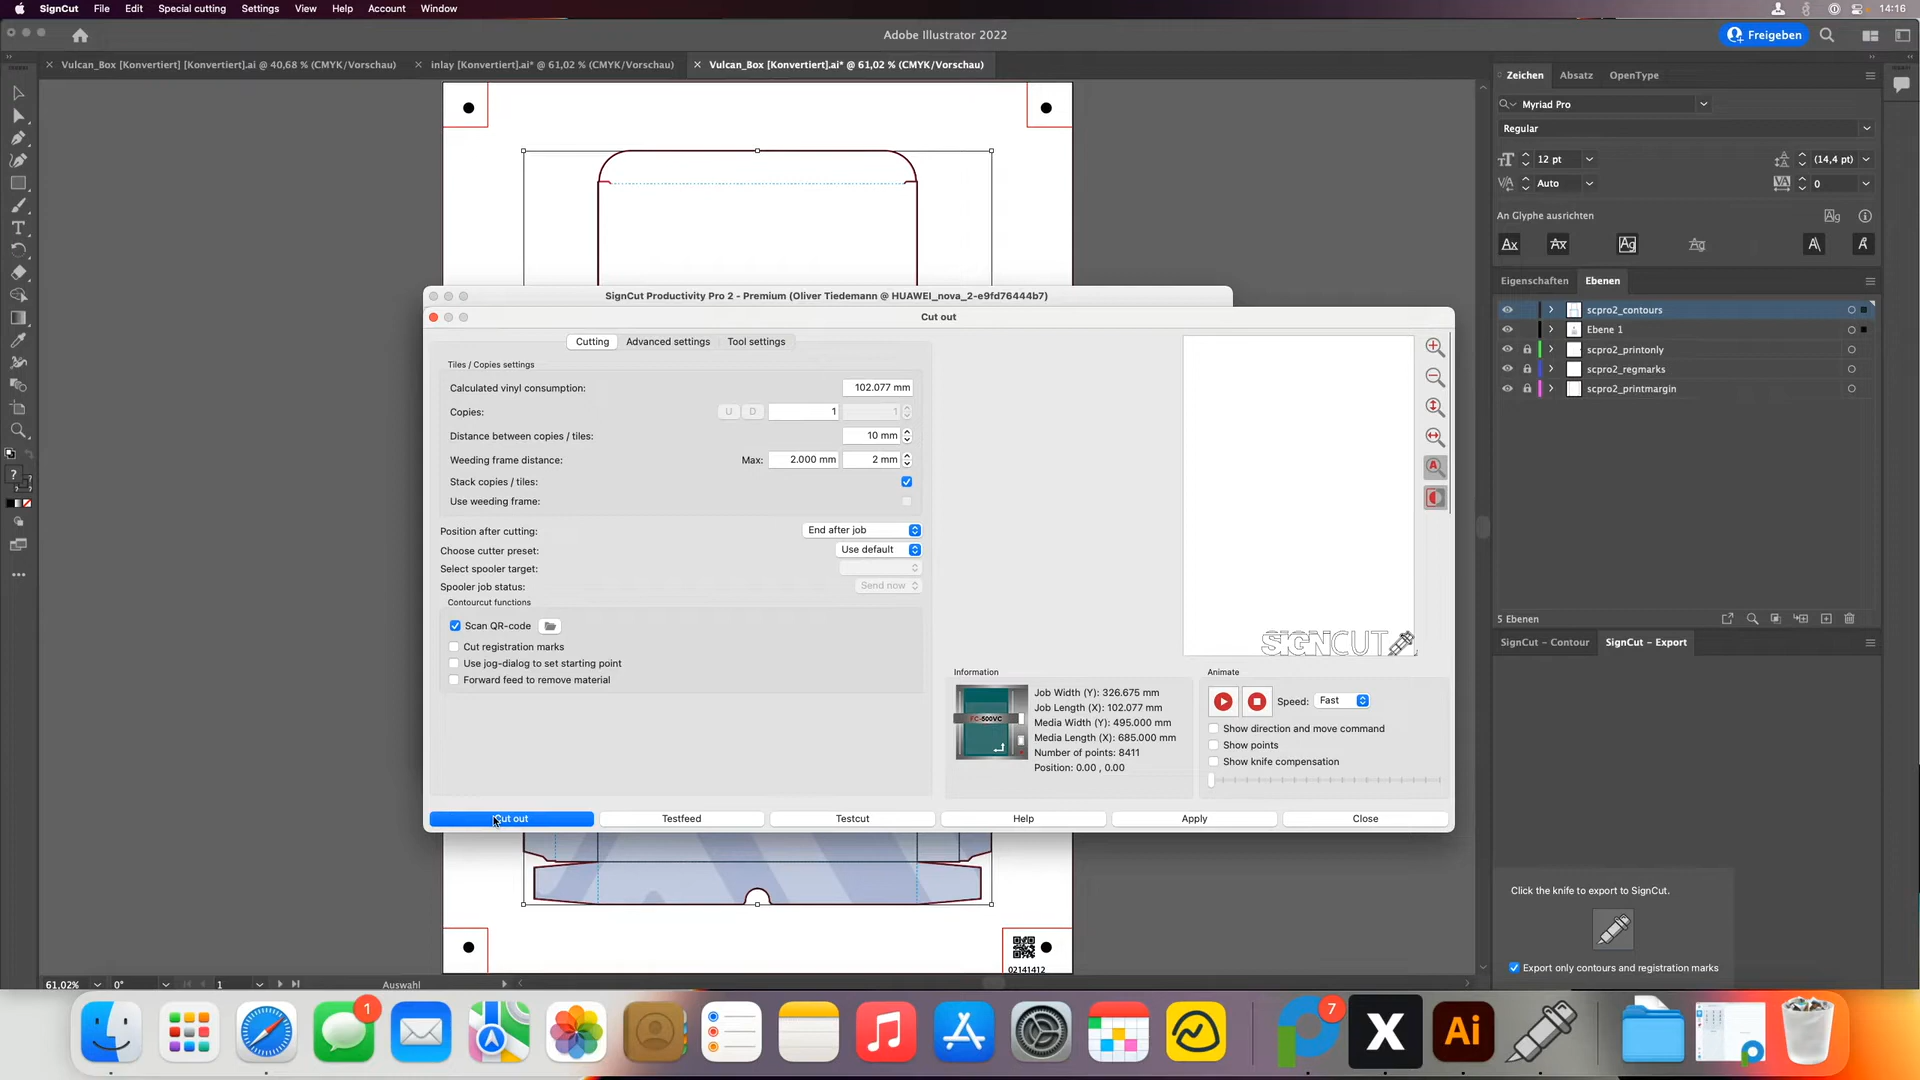 SignCut File Edit Special cutting Settings View Help Account Window 14:16
Adobe Illustrator 2022 Freigeben
Vulcan_Box [Konvertiert] [Konvertiert].ai @ 40,68 % (CMYK/Vorschau) inlay [Konvertiert].ai* @ 61,02 % (CMYK/Vorschau) Vulcan_Box [Konvertiert].ai* @ 61,02 % (CMYK/Vorschau)
Zeichen Absatz OpenType
Myriad Pro
Regular
12 pt (14,4 pt)
Auto 0
An Glyphe ausrichten
Eigenschaften Ebenen
scpro2_contours
Ebene 1
scpro2_printonly
scpro2_regmarks
scpro2_printmargin
5 Ebenen
SignCut – Contour SignCut – Export
Click the knife to export to SignCut.
Export only contours and registration marks
SignCut Productivity Pro 2 - Premium (Oliver Tiedemann @ HUAWEI_nova_2-e9fd76444b7)
Cut out
Cutting Advanced settings Tool settings
Tiles / Copies settings
Calculated vinyl consumption: 102.077 mm
Copies: U D 1 1
Distance between copies / tiles: 10 mm
Weeding frame distance: Max: 2.000 mm 2 mm
Stack copies / tiles:
Use weeding frame:
Position after cutting: End after job
Choose cutter preset: Use default
Select spooler target:
Spooler job status: Send now
Contourcut functions
Scan QR-code
Cut registration marks
Use jog-dialog to set starting point
Forward feed to remove material
SIGNCUT
Information
FC-500VC
Job Width (Y): 326.675 mm
Job Length (X): 102.077 mm
Media Width (Y): 495.000 mm
Media Length (X): 685.000 mm
Number of points: 8411
Position: 0.00 , 0.00
Animate
Speed: Fast
Show direction and move command
Show points
Show knife compensation
Cut out Testfeed Testcut Help Apply Close
02141412
61,02% 0° 1 Auswahl
1 7
X Ai